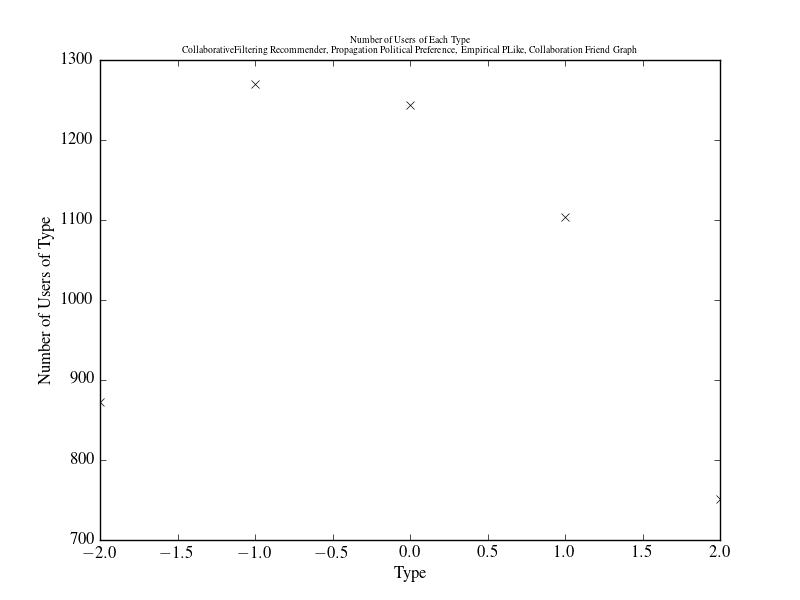 Number of Users of Each Type
CollaborativeFiltering Recommender, Propagation Political Preference, Empirical PLike, Collaboration Friend Graph
1300
1200
1100
1000
900
800
700
Number of Users of Type
−2.0 −1.5 −1.0 −0.5 0.0 0.5 1.0 1.5 2.0
Type